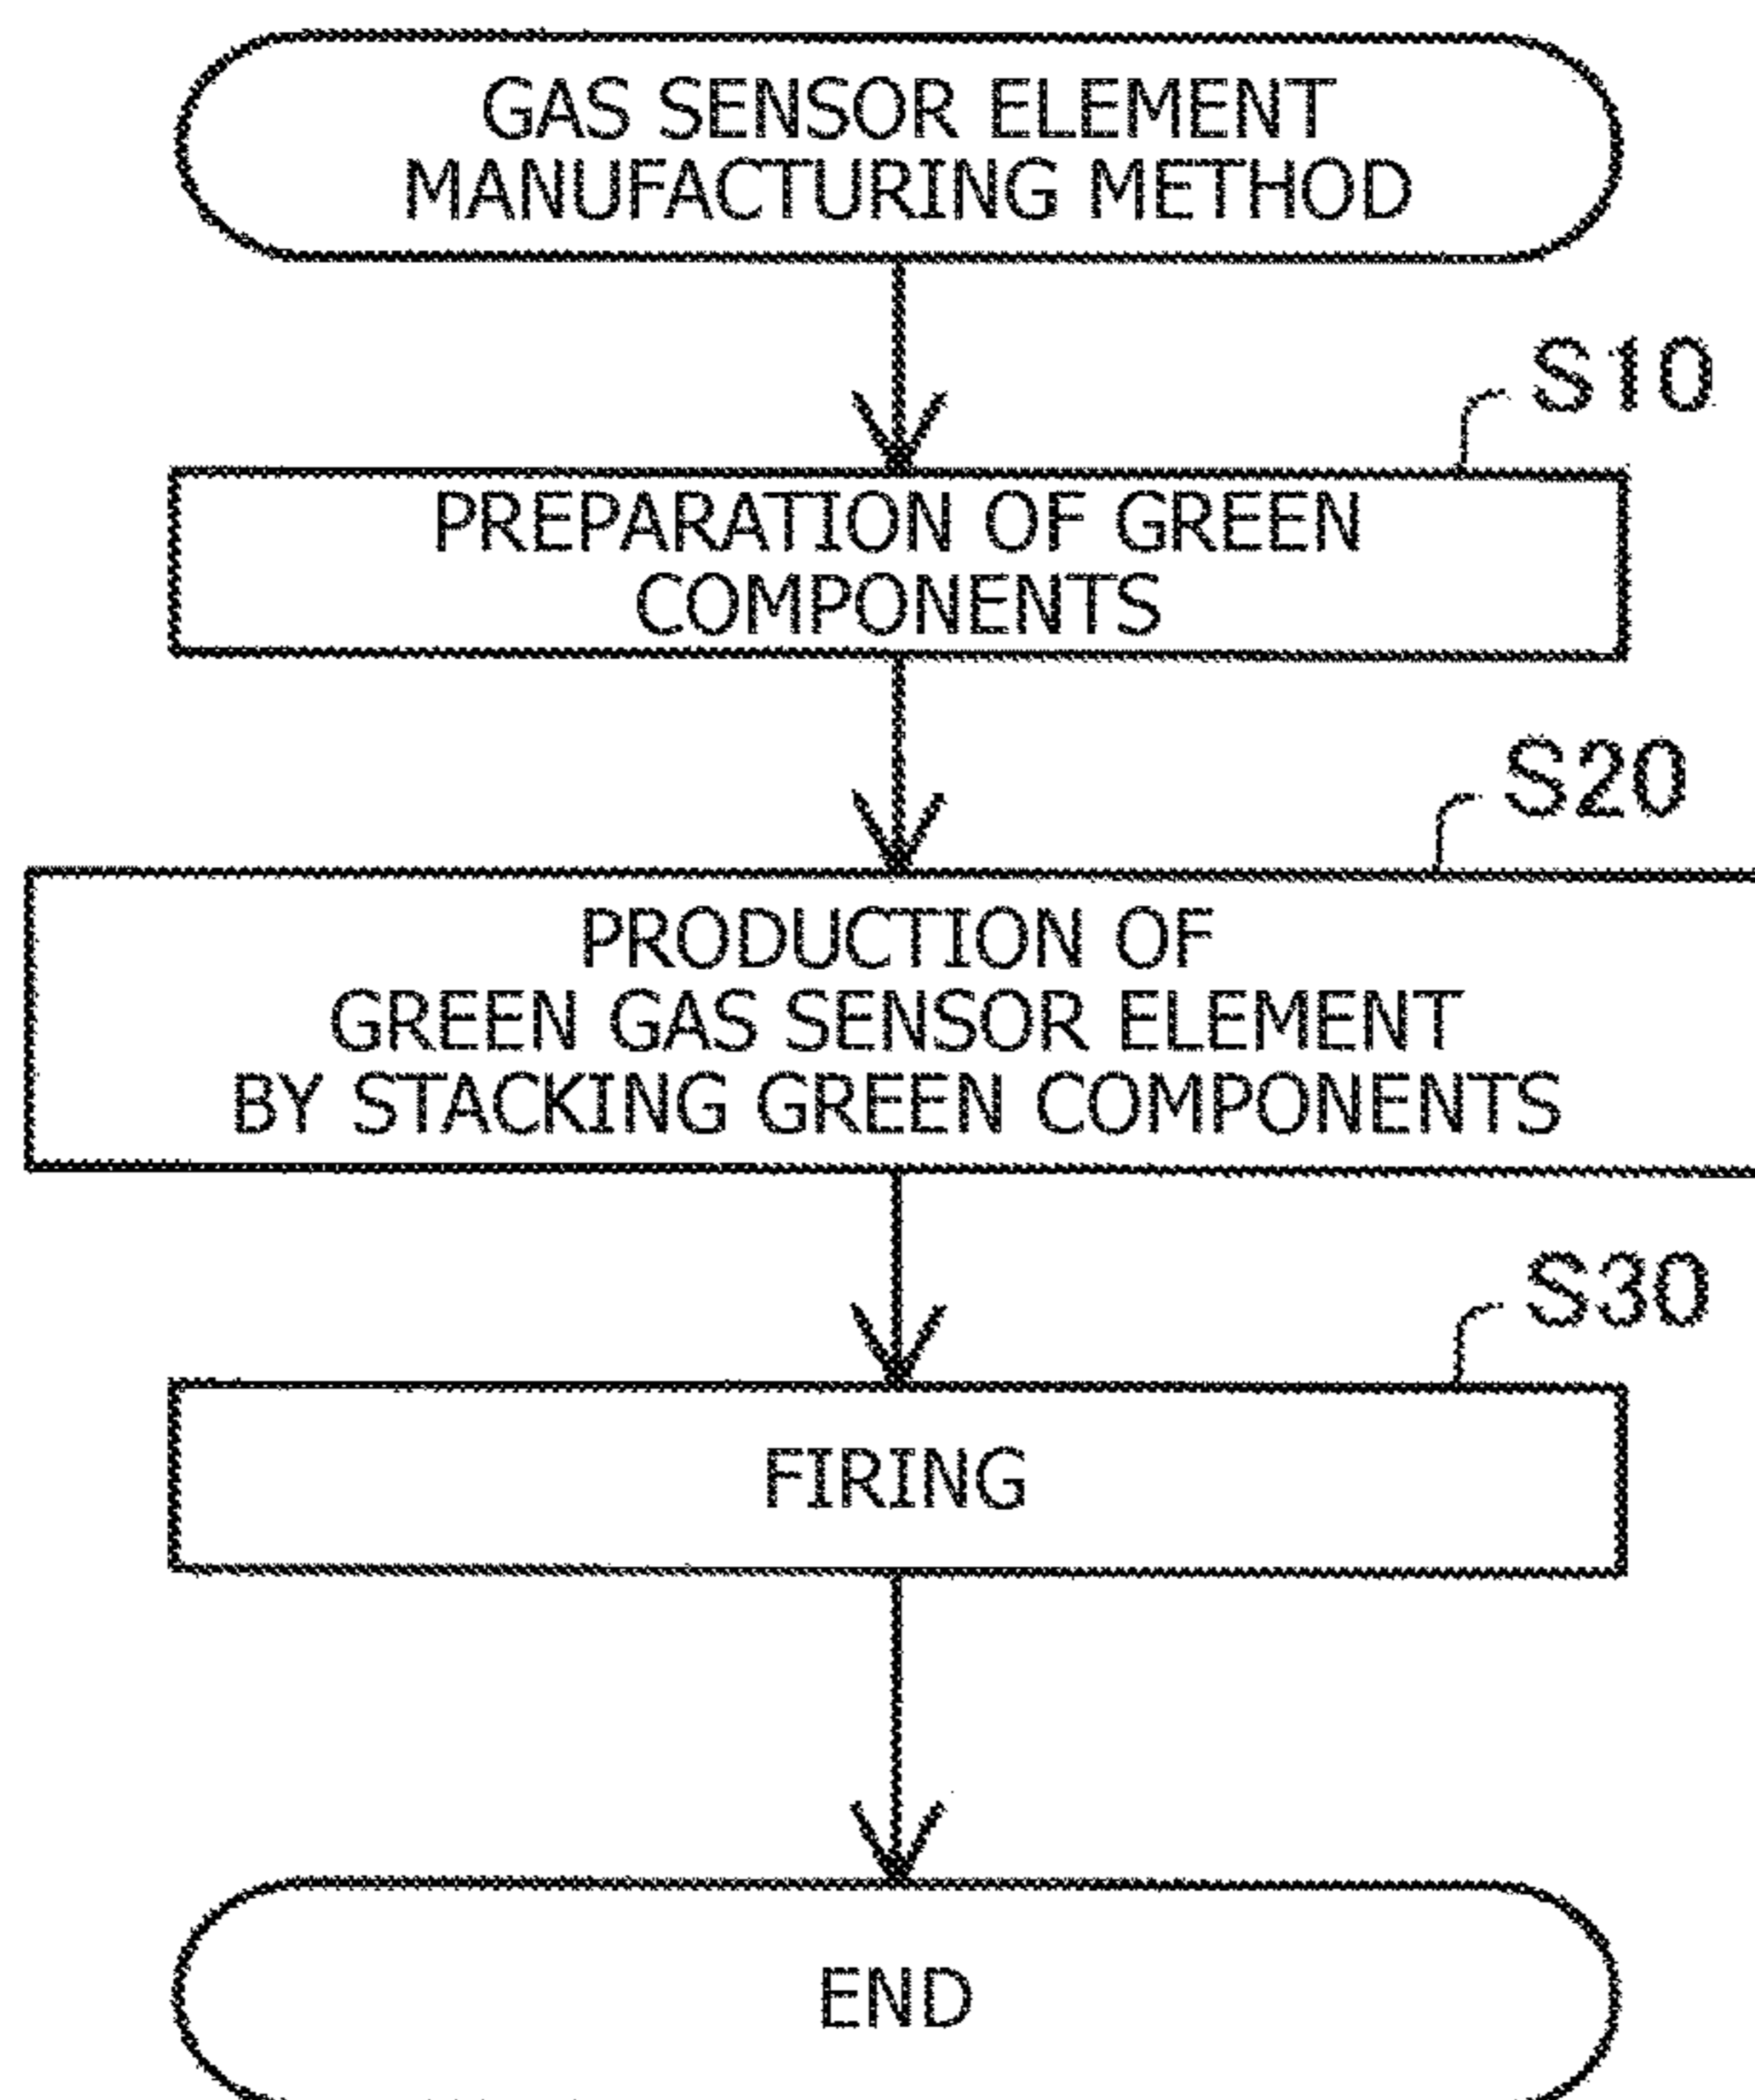 GAS SENSOR ELEMENT
MANUFACTURING METHOD
S10
PREPARATION OF GREEN
COMPONENTS
S20
PRODUCTION OF
GREEN GAS SENSOR ELEMENT
BY STACKING GREEN COMPONENTS
S30
FIRING
END